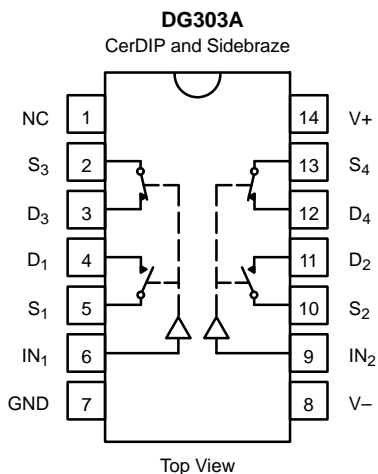 DG303A
CerDIP and Sidebraze
NC 1 14 V+
S3 2 13 S4
D3 3 12 D4
D1 4 11 D2
S1 5 10 S2
IN1 6 9 IN2
GND 7 8 V–
Top View